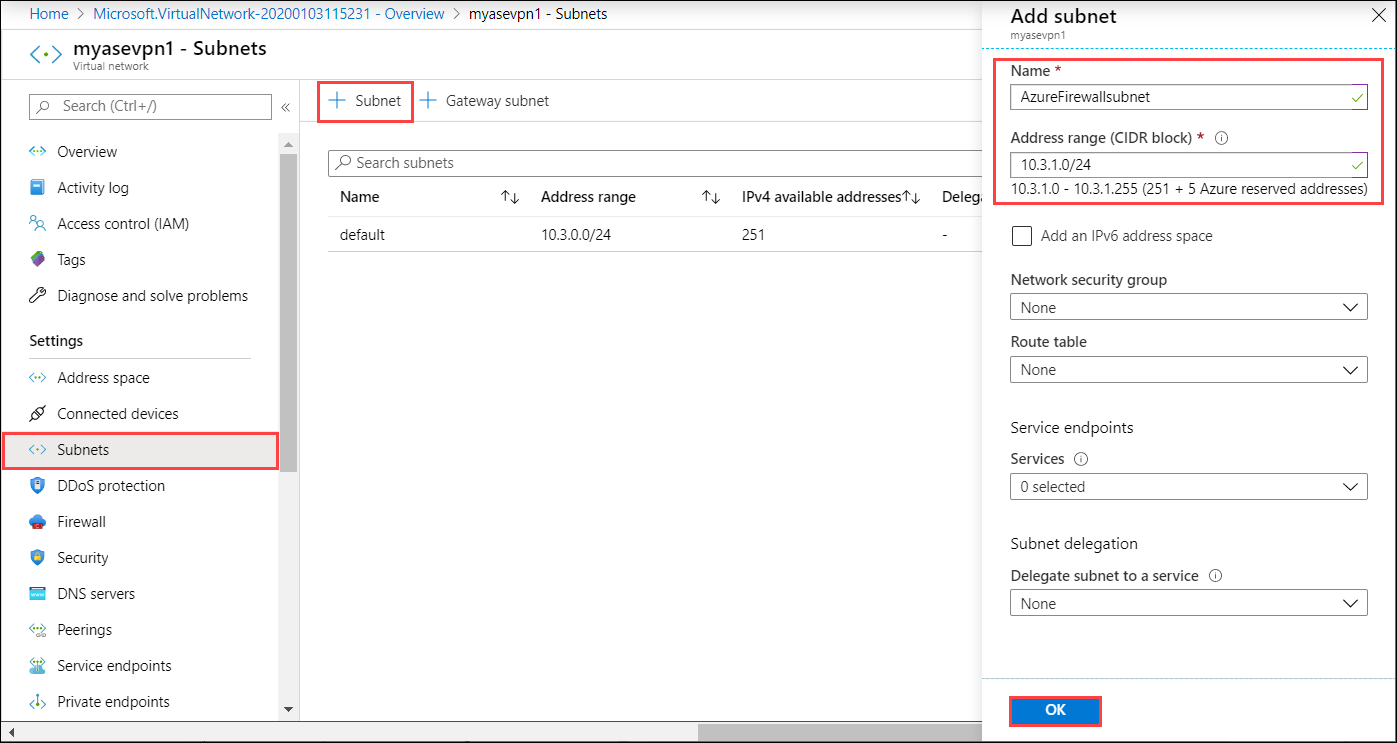 Home > Microsoft.VirtualNetwork-20200103115231 - Overview > myasevpn1 - Subnets
myasevpn1 - Subnets
Virtual network
Search (Ctrl+/)
Overview
Activity log
Access control (IAM)
Tags
Diagnose and solve problems
Settings
Address space
Connected devices
Subnets
DDoS protection
Firewall
Security
DNS servers
Peerings
Service endpoints
Private endpoints
Subnet
Gateway subnet
Search subnets
Name Address range IPv4 available addresses Delega
default 10.3.0.0/24 251 -
Add subnet
myasevpn1
Name *
AzureFirewallsubnet
Address range (CIDR block) *
10.3.1.0/24
10.3.1.0 - 10.3.1.255 (251 + 5 Azure reserved addresses)
Add an IPv6 address space
Network security group
None
Route table
None
Service endpoints
Services
0 selected
Subnet delegation
Delegate subnet to a service
None
OK